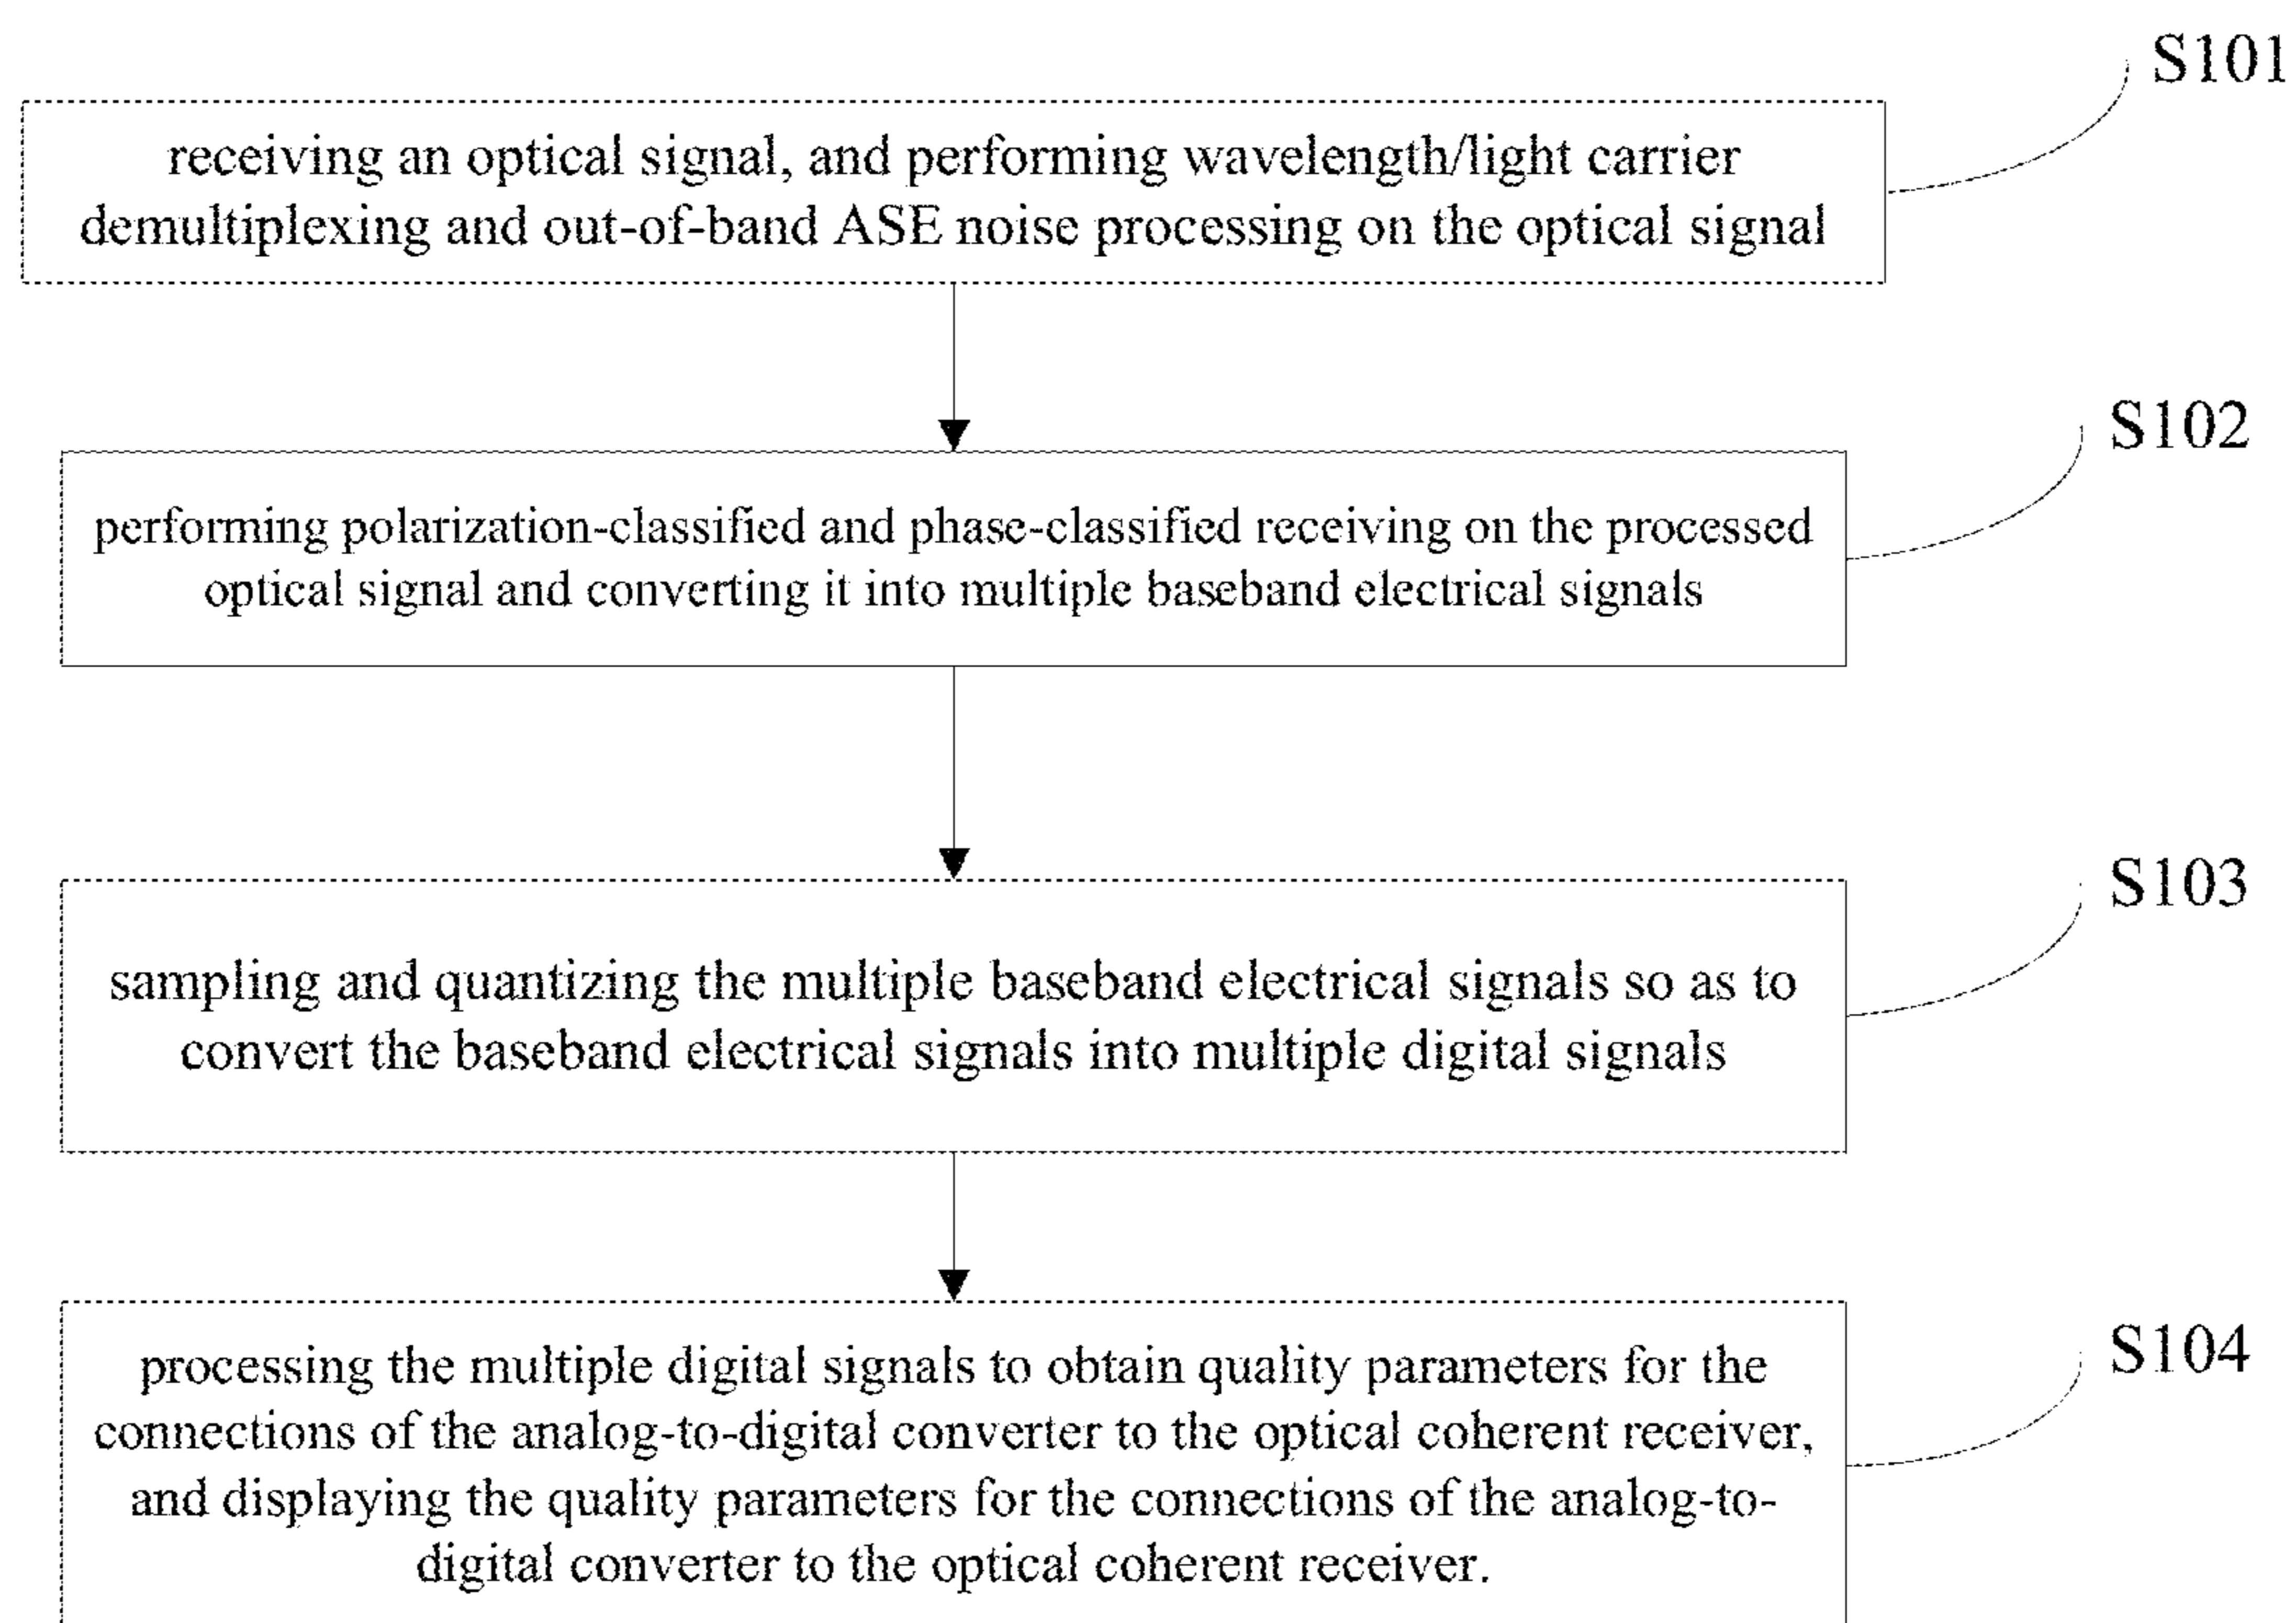 S101
receiving an optical signal, and performing wavelength/light carrier
demultiplexing and out-of-band ASE noise processing on the optical signal
S102
performing polarization-classified and phase-classified receiving on the processed
optical signal and converting it into multiple baseband electrical signals
S103
sampling and quantizing the multiple baseband electrical signals so as to
convert the baseband electrical signals into multiple digital signals
S104
processing the multiple digital signals to obtain quality parameters for the
connections of the analog-to-digital converter to the optical coherent receiver,
and displaying the quality parameters for the connections of the analog-to-
digital converter to the optical coherent receiver.